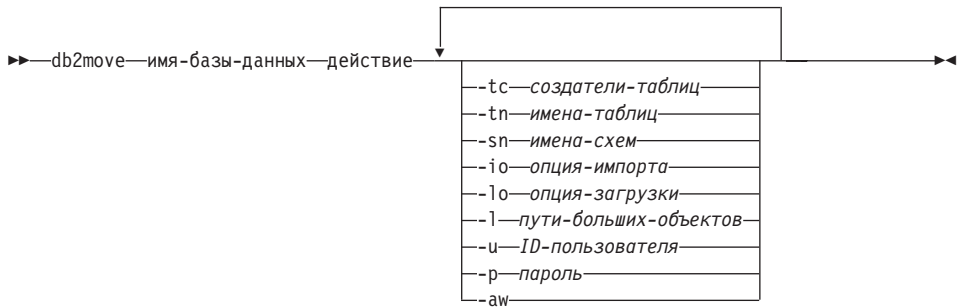 db2move имя-базы-данных действие
-tc создатели-таблиц
-tn имена-таблиц
-sn имена-схем
-io опция-импорта
-lo опция-загрузки
-l пути-больших-объектов
-u ID-пользователя
-p пароль
-aw